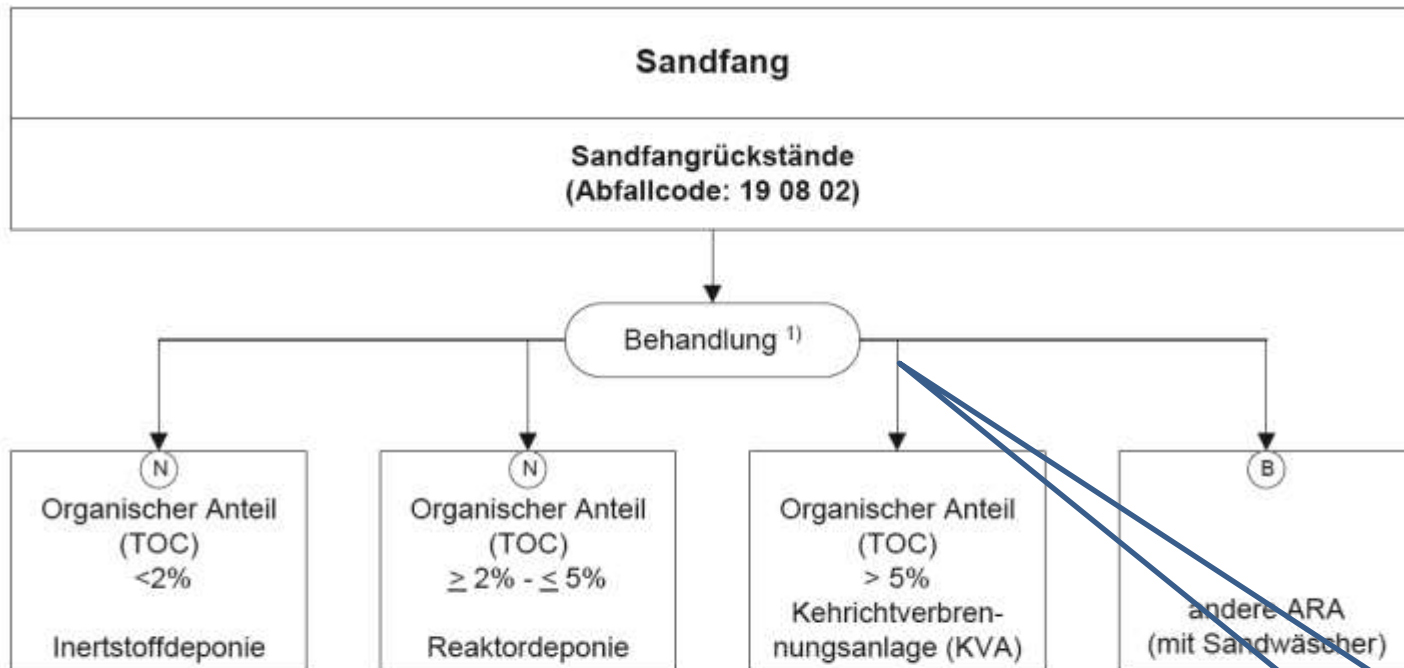 Sandfang
Sandfangrückstände
(Abfallcode: 19 08 02)
Behandlung 1)
N
Organischer Anteil
(TOC)
<2%
Inertstoffdeponie
N
Organischer Anteil
(TOC)
≥ 2% - ≤ 5%
Reaktordeponie
Organischer Anteil
(TOC)
> 5%
Kehrichtverbren-
nungsanlage (KVA)
B
andere ARA
(mit Sandwäscher)